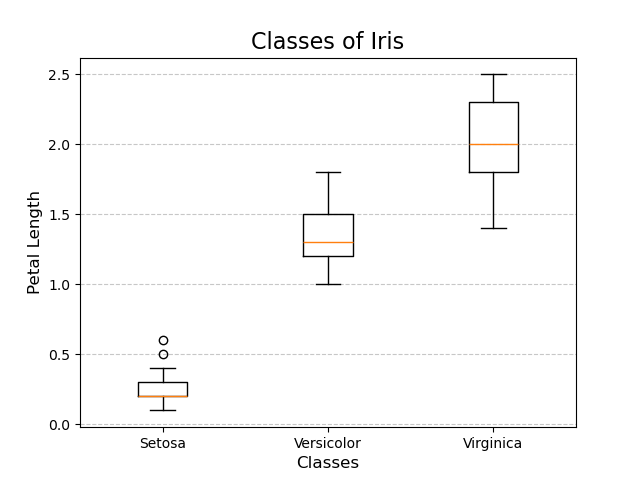 Classes of Iris
2.5
2.0
1.5
1.0
0.5
0.0
Petal Length
Setosa
Versicolor
Virginica
Classes